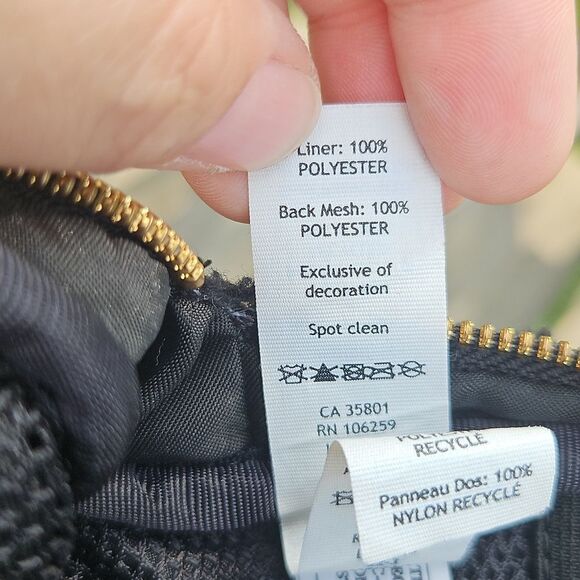 Liner: 100%
POLYESTER
Back Mesh: 100%
POLYESTER
Exclusive of
decoration
Spot clean
CA 35801
RN 106259
RECYCLÉ
Panneau Dos: 100%
NYLON RECYCLÉ